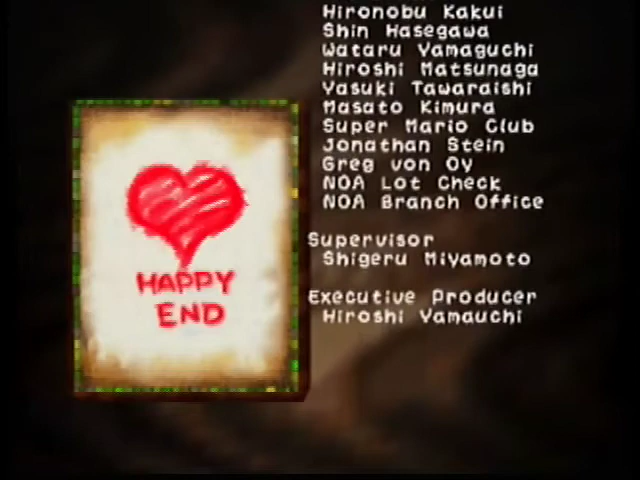 Hironobu Kakui
Shin Hasegawa
Wataru Yamaguchi
Hiroshi Matsunaga
Yasuki Tawaraishi
Masato Kimura
Super Mario Club
Jonathan Stein
Greg von Oy
NOA Lot Check
NOA Branch Office
Supervisor
Shigeru Miyamoto
Executive Producer
Hiroshi Yamauchi
HAPPY
END